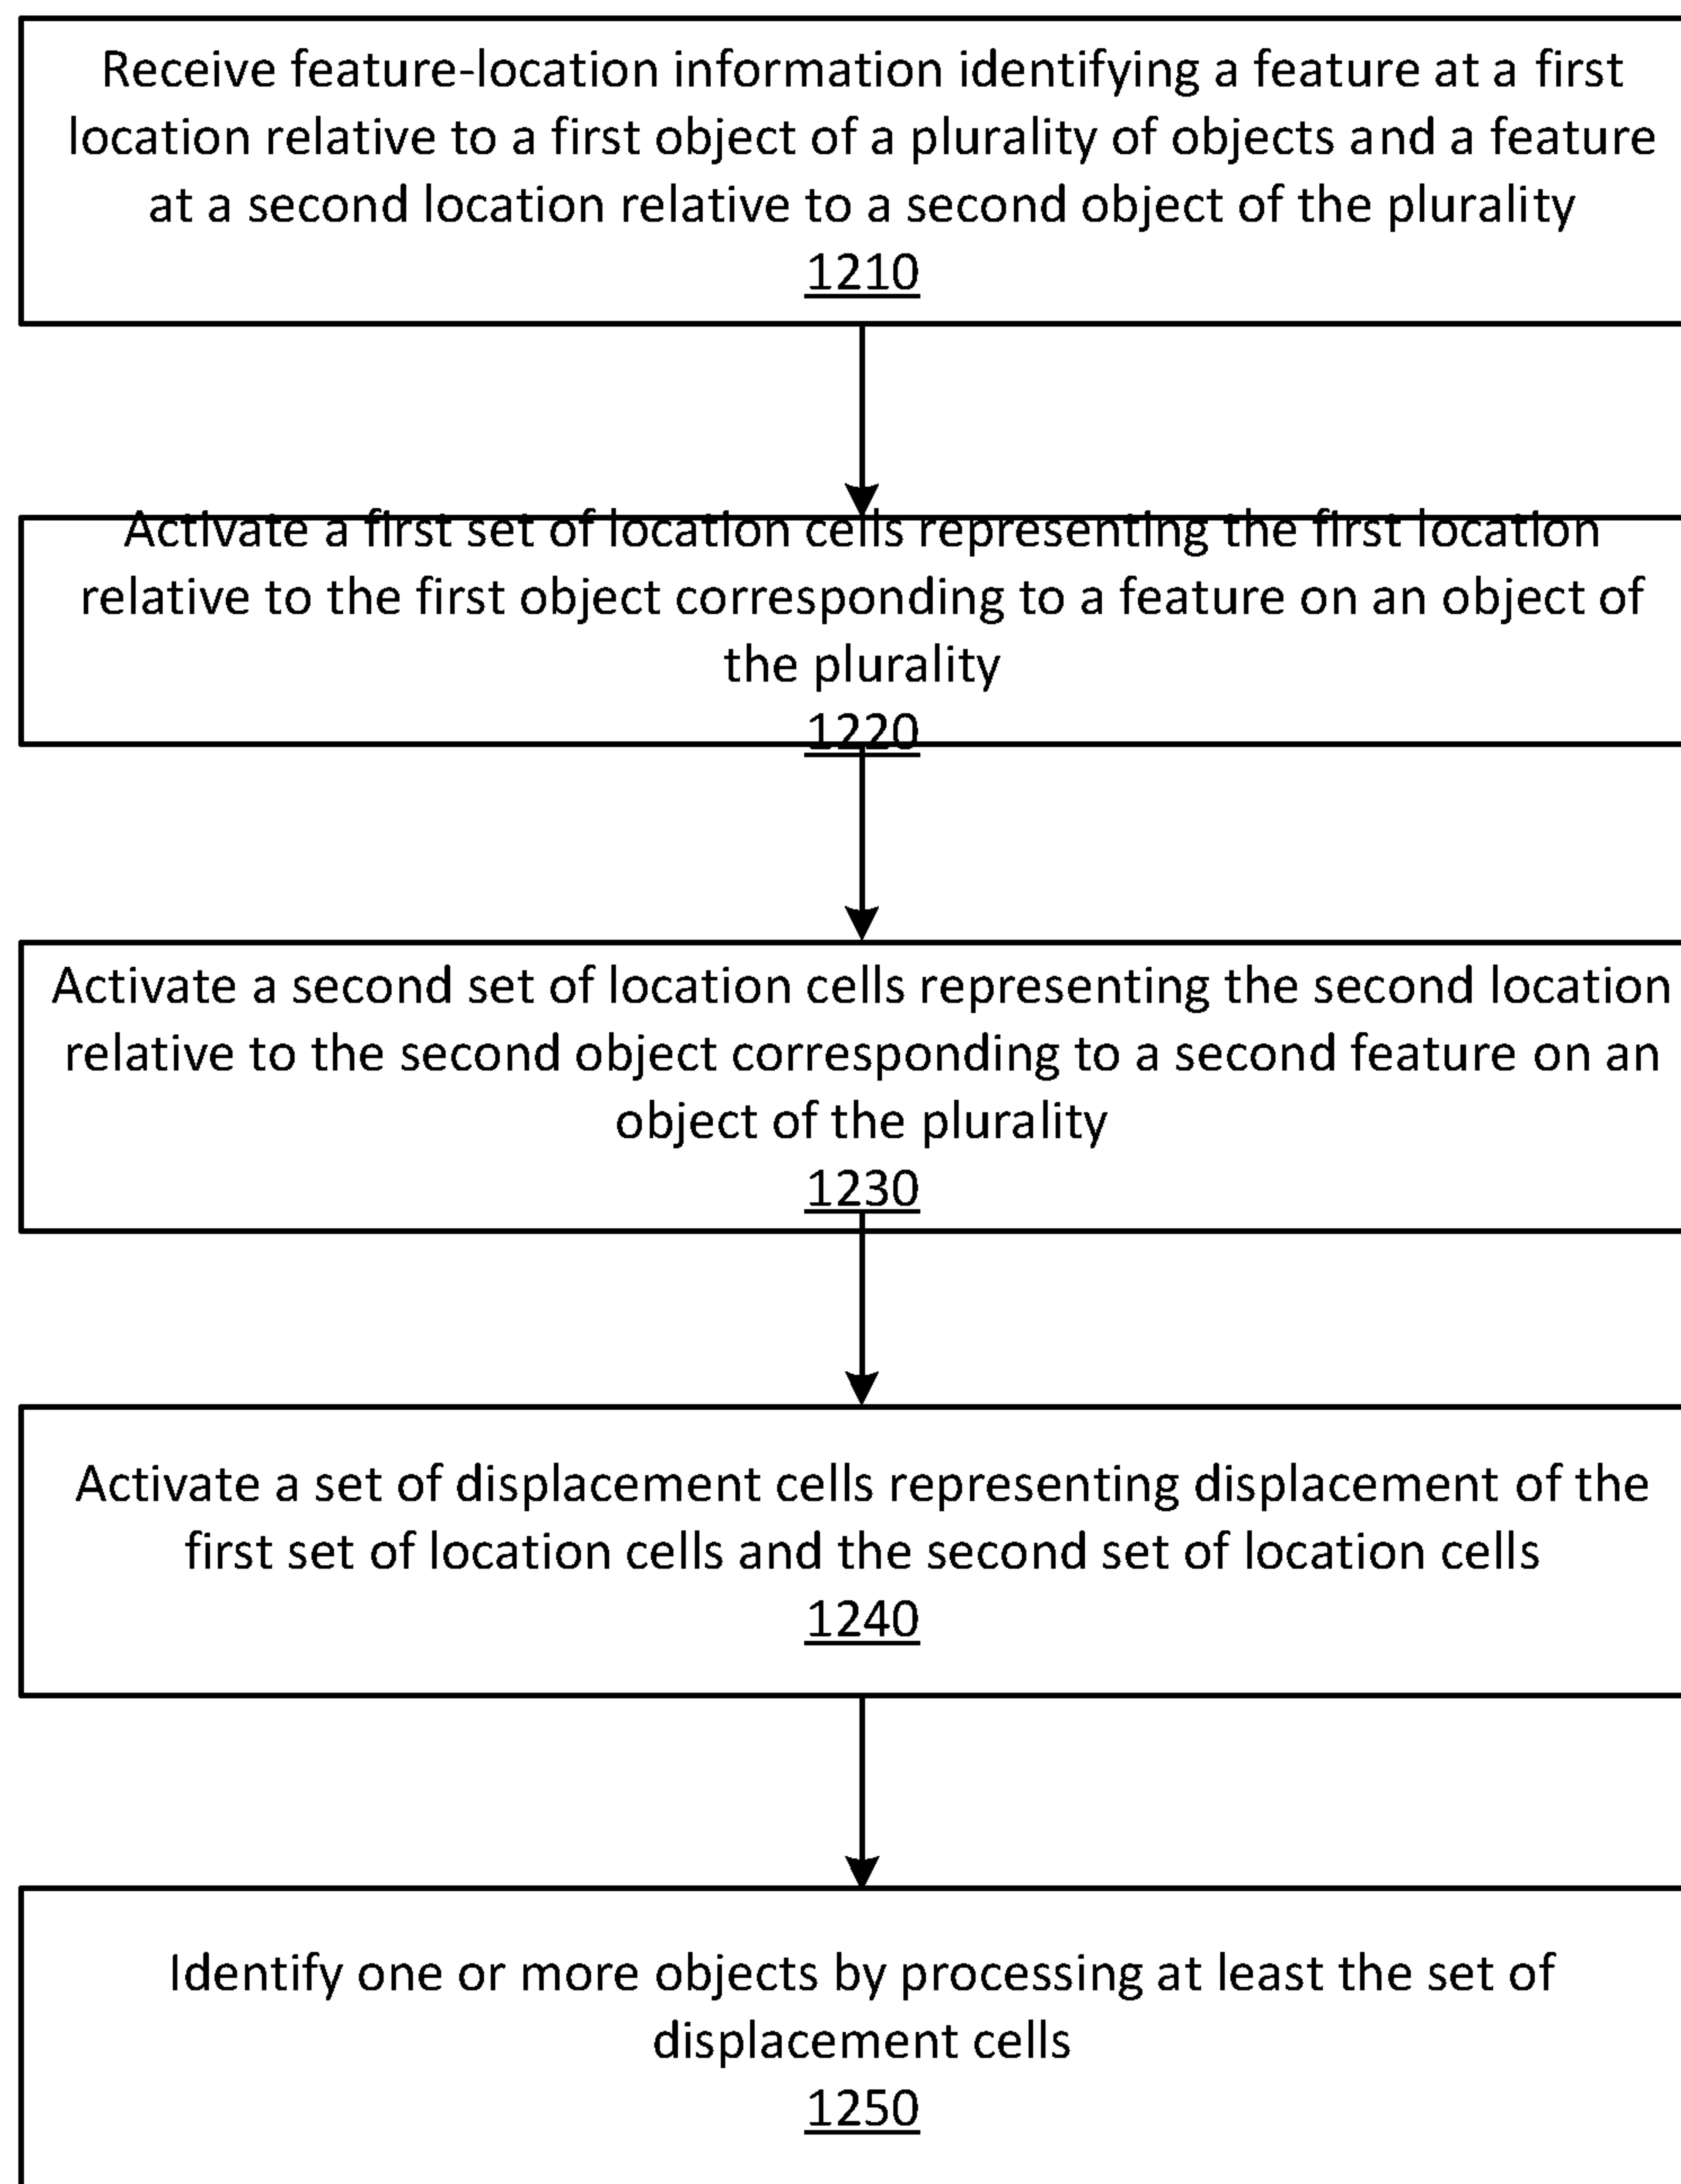 Receive feature-location information identifying a feature at a first
location relative to a first object of a plurality of objects and a feature
at a second location relative to a second object of the plurality
1210
Activate a first set of location cells representing the first location
relative to the first object corresponding to a feature on an object of
the plurality
1220
Activate a second set of location cells representing the second location
relative to the second object corresponding to a second feature on an
object of the plurality
1230
Activate a set of displacement cells representing displacement of the
first set of location cells and the second set of location cells
1240
Identify one or more objects by processing at least the set of
displacement cells
1250